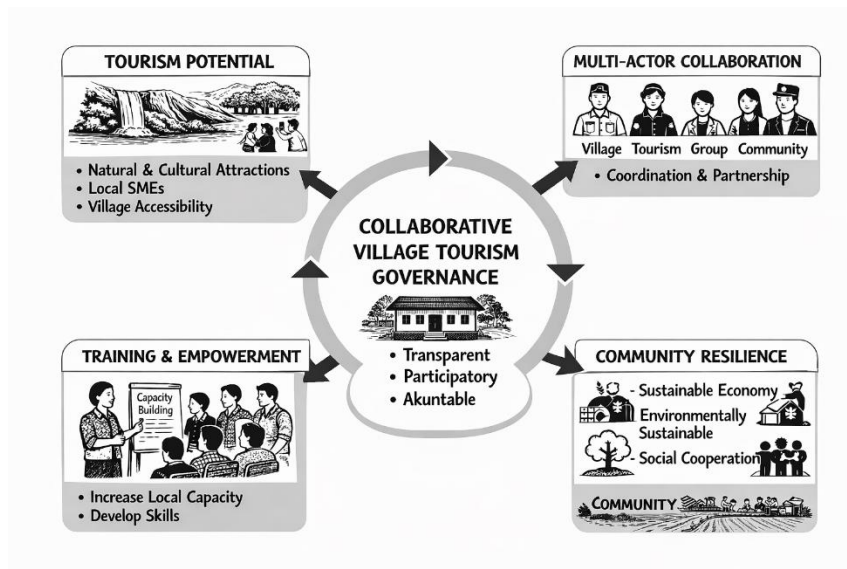 TOURISM POTENTIAL
• Natural & Cultural Attractions
• Local SMEs
• Village Accessibility
MULTI-ACTOR COLLABORATION
Village Tourism Group Community
• Coordination & Partnership
COLLABORATIVE
VILLAGE TOURISM
GOVERNANCE
• Transparent
• Participatory
• Akuntable
TRAINING & EMPOWERMENT
Capacity
Building
• Increase Local Capacity
• Develop Skills
COMMUNITY RESILIENCE
- Sustainable Economy
Environmentally
Sustainable
- Social Cooperation
COMMUNITY